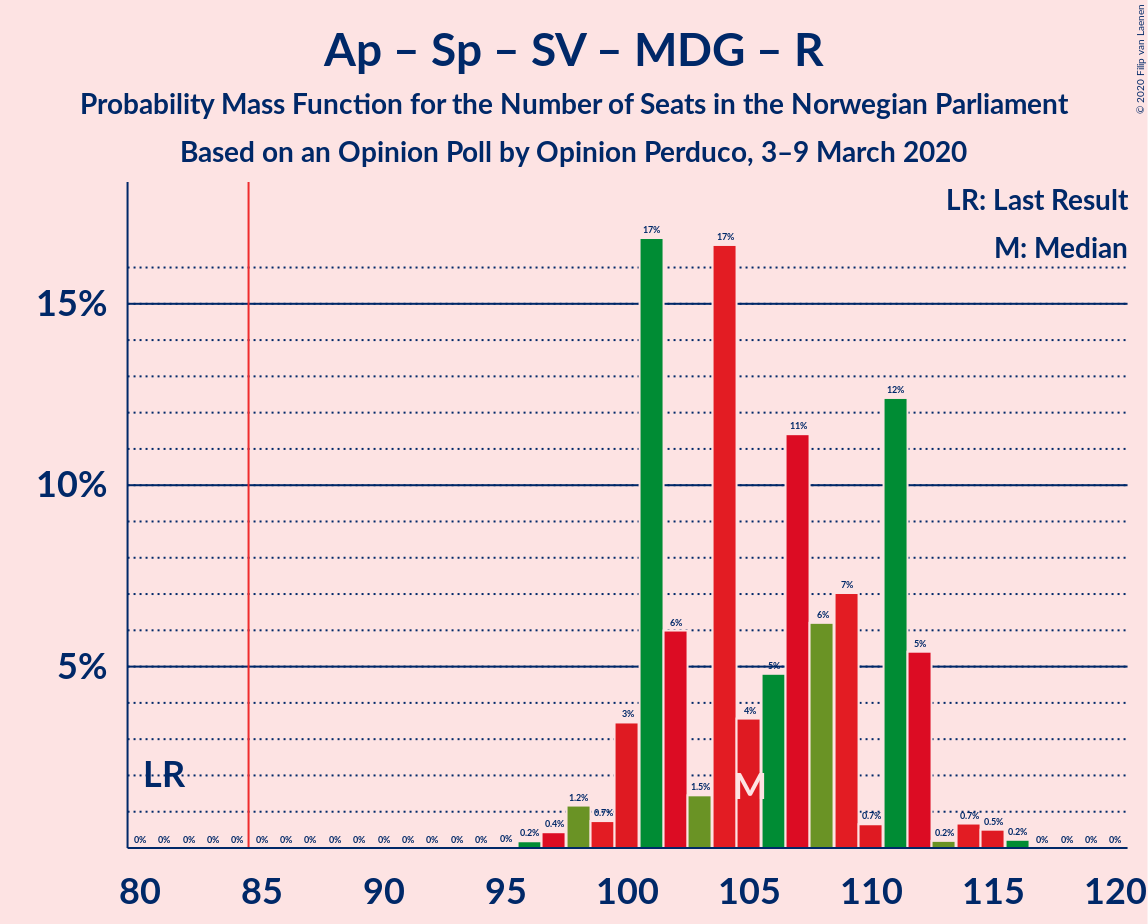 Ap – Sp – SV – MDG – R
Probability Mass Function for the Number of Seats in the Norwegian Parliament
Based on an Opinion Poll by Opinion Perduco, 3–9 March 2020
© 2020 Filip van Laenen
LR: Last Result
M: Median
15%
10%
5%
LR
M
0% 0% 0% 0% 0% 0% 0% 0% 0% 0% 0% 0% 0% 0% 0% 0% 0.2% 0.4% 1.2% 0.7% 3% 17% 6% 1.5% 17% 4% 5% 11% 6% 7% 0.7% 12% 5% 0.2% 0.7% 0.5% 0.2% 0% 0% 0% 0%
80 85 90 95 100 105 110 115 120